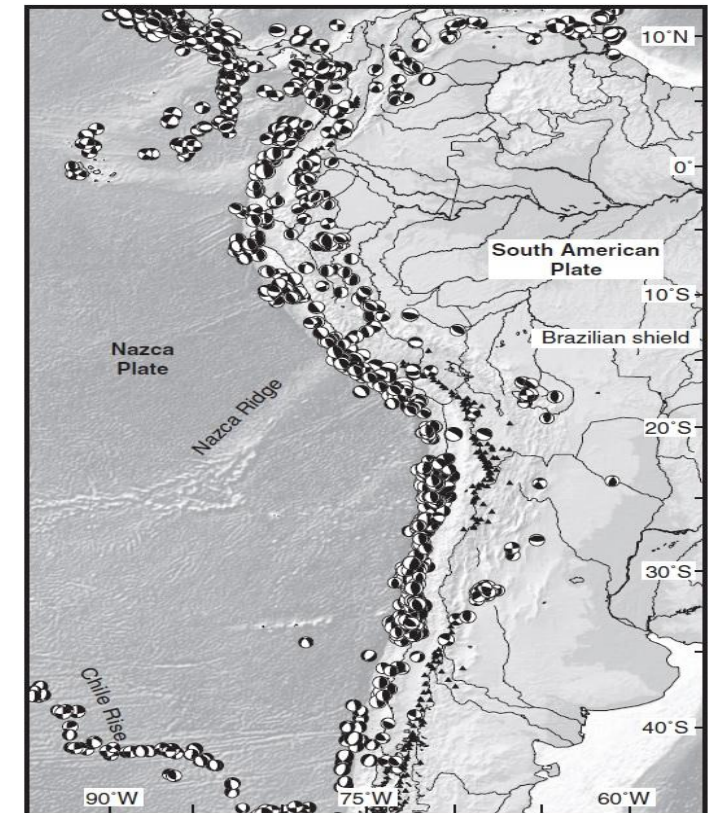 10˚N
0˚
South American
Plate
10˚S
Brazilian shield
Nazca
Plate
Nazca Ridge
20˚S
30˚S
Chile Rise
40˚S
90˚W
75˚W
60˚W